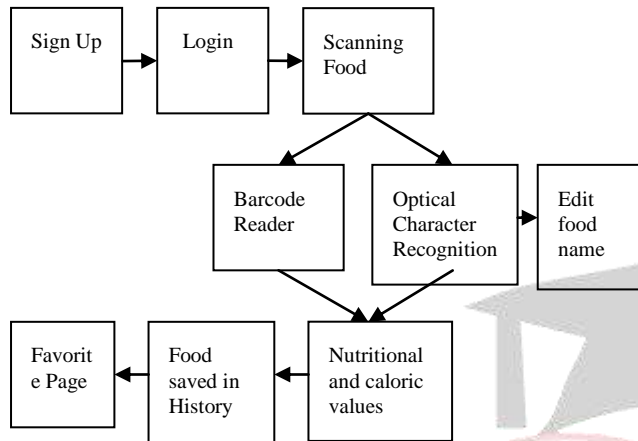 Sign Up
Login
Scanning
Food
Barcode
Reader
Optical
Character
Recognition
Edit
food
name
Favorit
e Page
Food
saved in
History
Nutritional
and caloric
values